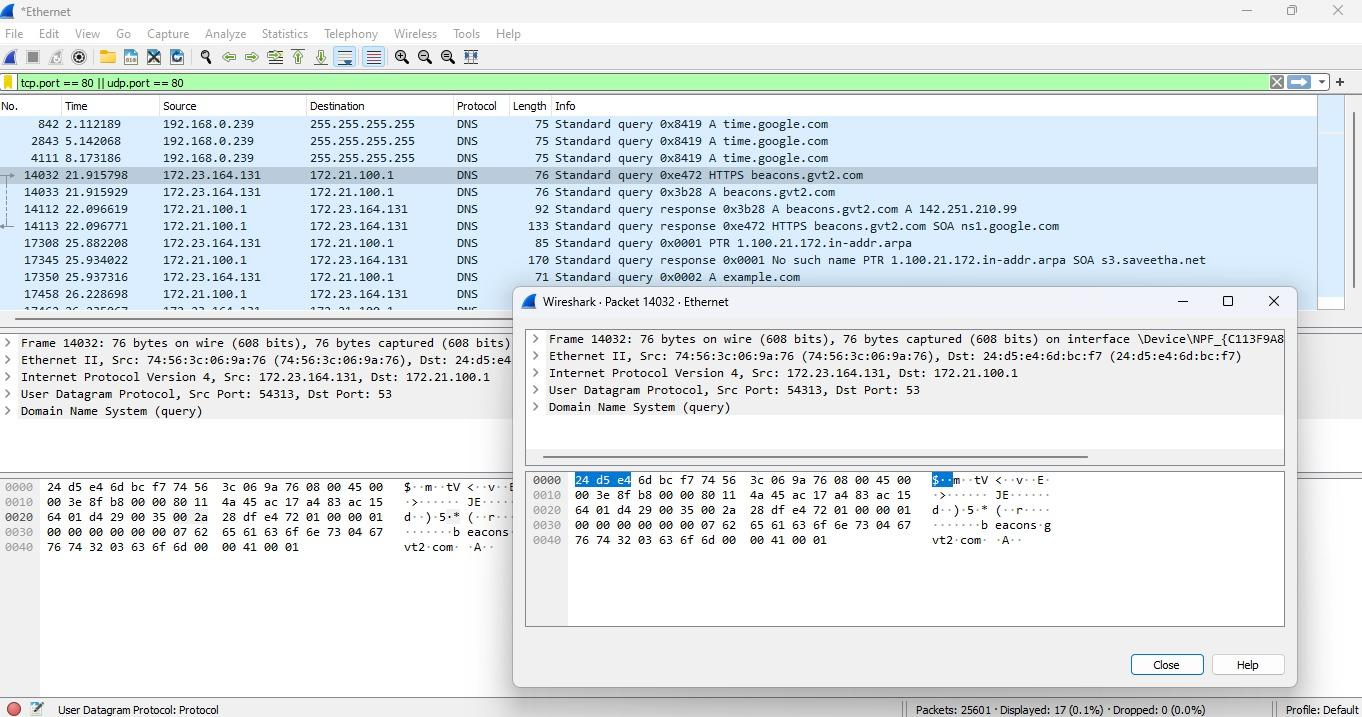 *Ethernet
File Edit View Go Capture Analyze Statistics Telephony Wireless Tools Help
tcp.port == 80 || udp.port == 80
No. Time Source Destination Protocol Length Info
842 2.112189 192.168.0.239 255.255.255.255 DNS 75 Standard query 0x8419 A time.google.com
2843 5.142068 192.168.0.239 255.255.255.255 DNS 75 Standard query 0x8419 A time.google.com
4111 8.173186 192.168.0.239 255.255.255.255 DNS 75 Standard query 0x8419 A time.google.com
14032 21.915798 172.23.164.131 172.21.100.1 DNS 76 Standard query 0xe472 HTTPS beacons.gvt2.com
14033 21.915929 172.23.164.131 172.21.100.1 DNS 76 Standard query 0x3b28 A beacons.gvt2.com
14112 22.096619 172.21.100.1 172.23.164.131 DNS 92 Standard query response 0x3b28 A beacons.gvt2.com A 142.251.210.99
14113 22.096771 172.21.100.1 172.23.164.131 DNS 133 Standard query response 0xe472 HTTPS beacons.gvt2.com SOA ns1.google.com
17308 25.882208 172.23.164.131 172.21.100.1 DNS 85 Standard query 0x0001 PTR 1.100.21.172.in-addr.arpa
17345 25.934022 172.21.100.1 172.23.164.131 DNS 170 Standard query response 0x0001 No such name PTR 1.100.21.172.in-addr.arpa SOA s3.saveetha.net
17350 25.937316 172.23.164.131 172.21.100.1 DNS 71 Standard query 0x0002 A example.com
17458 26.228698 172.21.100.1 172.23.164.131 DNS
Frame 14032: 76 bytes on wire (608 bits), 76 bytes captured (608 bits)
Ethernet II, Src: 74:56:3c:06:9a:76 (74:56:3c:06:9a:76), Dst: 24:d5:e4
Internet Protocol Version 4, Src: 172.23.164.131, Dst: 172.21.100.1
User Datagram Protocol, Src Port: 54313, Dst Port: 53
Domain Name System (query)
0000 24 d5 e4 6d bc f7 74 56 3c 06 9a 76 08 00 45 00 $··m··tV <··v··E
0010 00 3e 8f b8 00 00 80 11 4a 45 ac 17 a4 83 ac 15 ·>······ JE····
0020 64 01 d4 29 00 35 00 2a 28 df e4 72 01 00 00 01 d··)·5·* (··r····
0030 00 00 00 00 00 00 07 62 65 61 63 6f 6e 73 04 67 ·······b eacons·
0040 76 74 32 03 63 6f 6d 00 00 41 00 01 vt2·com· ·A··
Wireshark · Packet 14032 · Ethernet
Frame 14032: 76 bytes on wire (608 bits), 76 bytes captured (608 bits) on interface \Device\NPF_{C113F9A8
Ethernet II, Src: 74:56:3c:06:9a:76 (74:56:3c:06:9a:76), Dst: 24:d5:e4:6d:bc:f7 (24:d5:e4:6d:bc:f7)
Internet Protocol Version 4, Src: 172.23.164.131, Dst: 172.21.100.1
User Datagram Protocol, Src Port: 54313, Dst Port: 53
Domain Name System (query)
0000 24 d5 e4 6d bc f7 74 56 3c 06 9a 76 08 00 45 00 $··m··tV <··v··E·
0010 00 3e 8f b8 00 00 80 11 4a 45 ac 17 a4 83 ac 15 ·>······ JE······
0020 64 01 d4 29 00 35 00 2a 28 df e4 72 01 00 00 01 d··)·5·* (··r····
0030 00 00 00 00 00 00 07 62 65 61 63 6f 6e 73 04 67 ·······b eacons·g
0040 76 74 32 03 63 6f 6d 00 00 41 00 01 vt2·com· ·A··
Close Help
User Datagram Protocol: Protocol
Packets: 25601 · Displayed: 17 (0.1%) · Dropped: 0 (0.0%)
Profile: Default